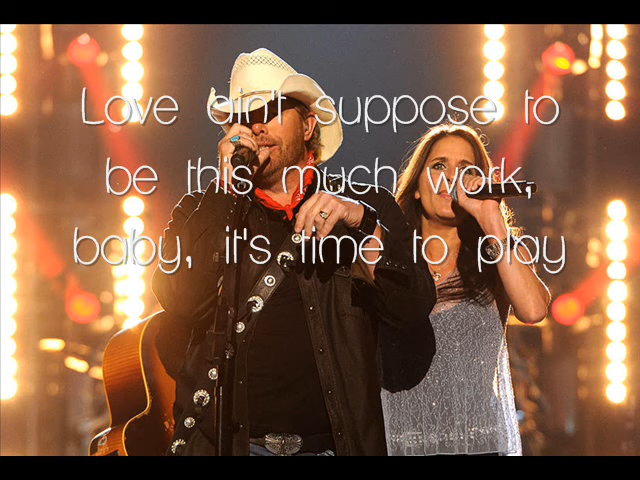 Love ain't suppose to
be this much work,
baby, it's time to play